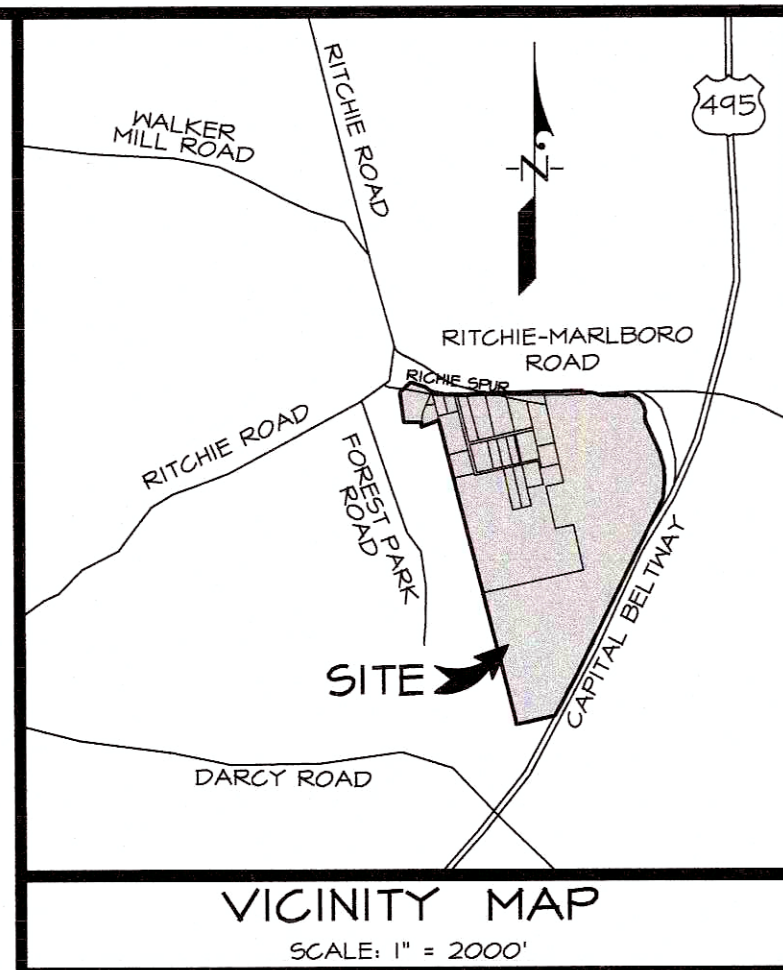 RITCHIE ROAD
WALKER
MILL ROAD
495
N
RITCHIE-MARLBORO
ROAD
RICHIE SPUR
RITCHIE ROAD
FOREST PARK
ROAD
CAPITAL BELTWAY
SITE
DARCY ROAD
VICINITY MAP
SCALE: 1" = 2000'